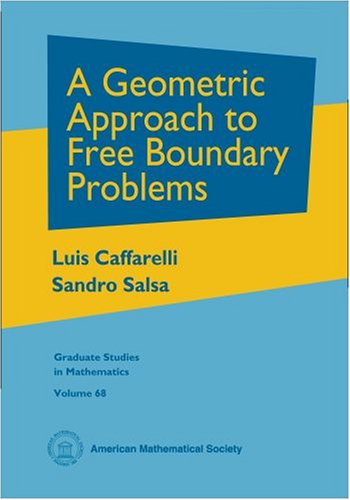 A Geometric
Approach to
Free Boundary
Problems
Luis Caffarelli
Sandro Salsa
Graduate Studies
in Mathematics
Volume 68
American Mathematical Society